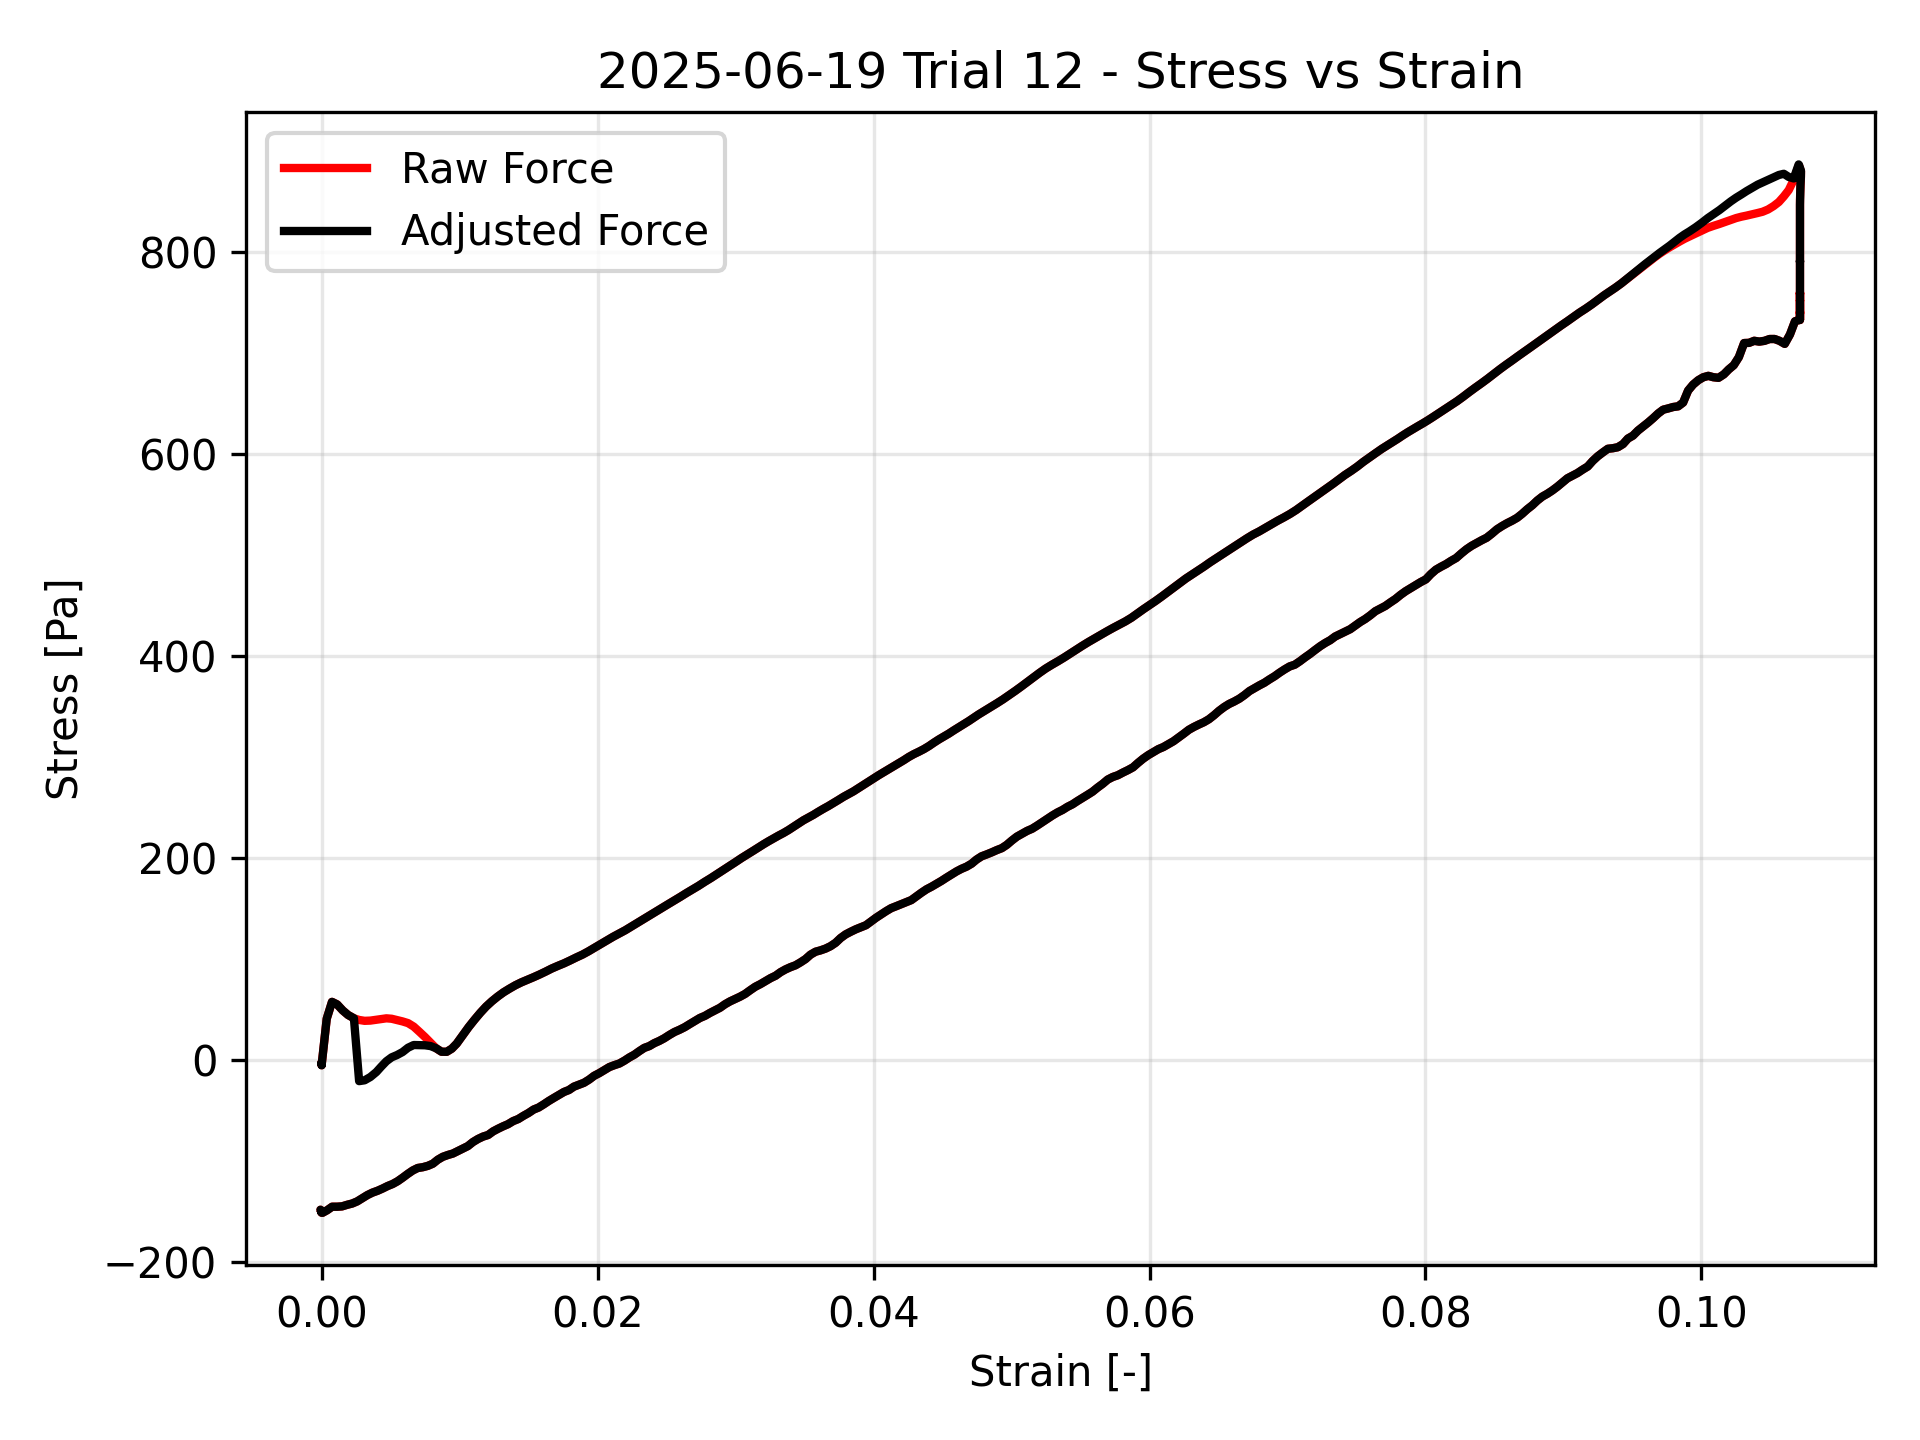 2025-06-19 Trial 12 - Stress vs Strain
Raw Force
Adjusted Force
800
600
400
200
0
−200
Stress [Pa]
0.00 0.02 0.04 0.06 0.08 0.10
Strain [-]